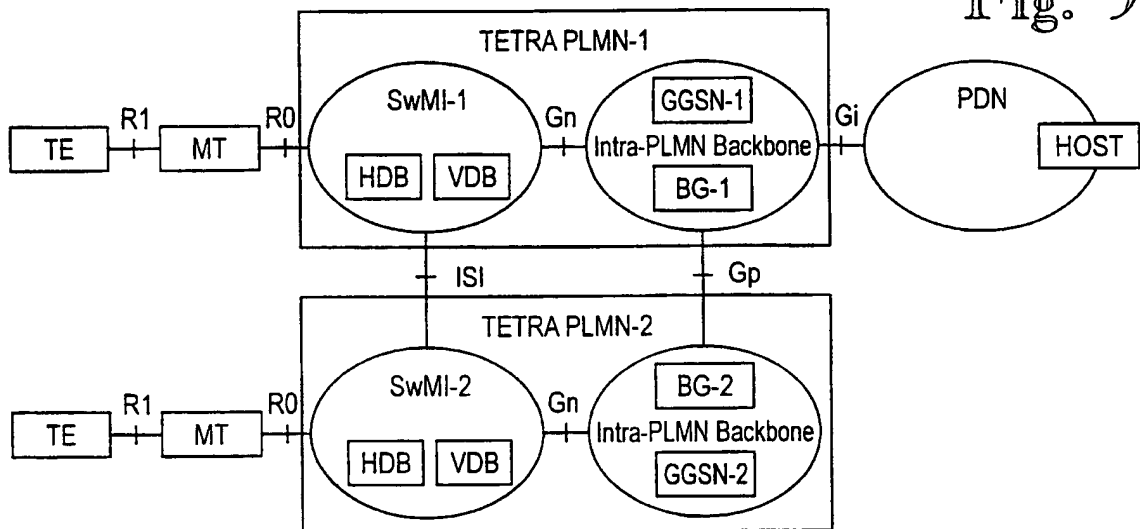 Fig. 9
TETRA PLMN-1
SwMI-1
GGSN-1
PDN
R1
R0
Gn
Gi
TE
MT
Intra-PLMN Backbone
HOST
HDB
VDB
BG-1
ISI
Gp
TETRA PLMN-2
SwMI-2
BG-2
R1
R0
Gn
TE
MT
Intra-PLMN Backbone
HDB
VDB
GGSN-2